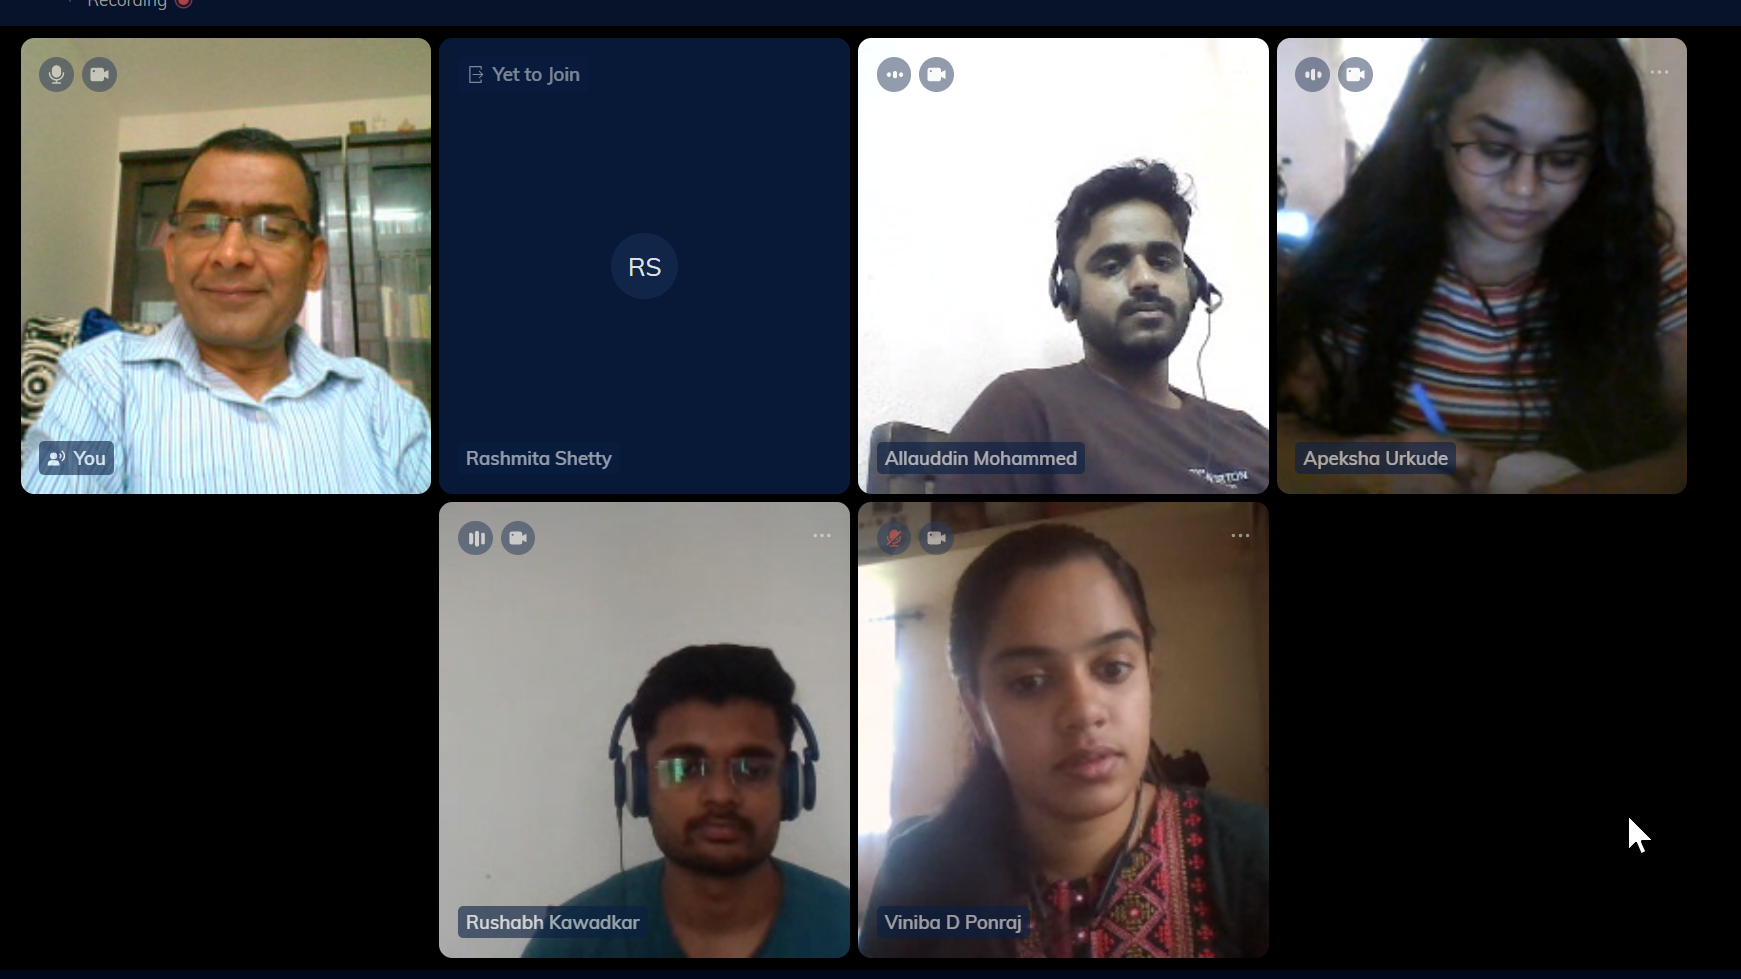 Recording
Yet to Join
RS
You
Rashmita Shetty
Allauddin Mohammed
Apeksha Urkude
Rushabh Kawadkar
Viniba D Ponraj